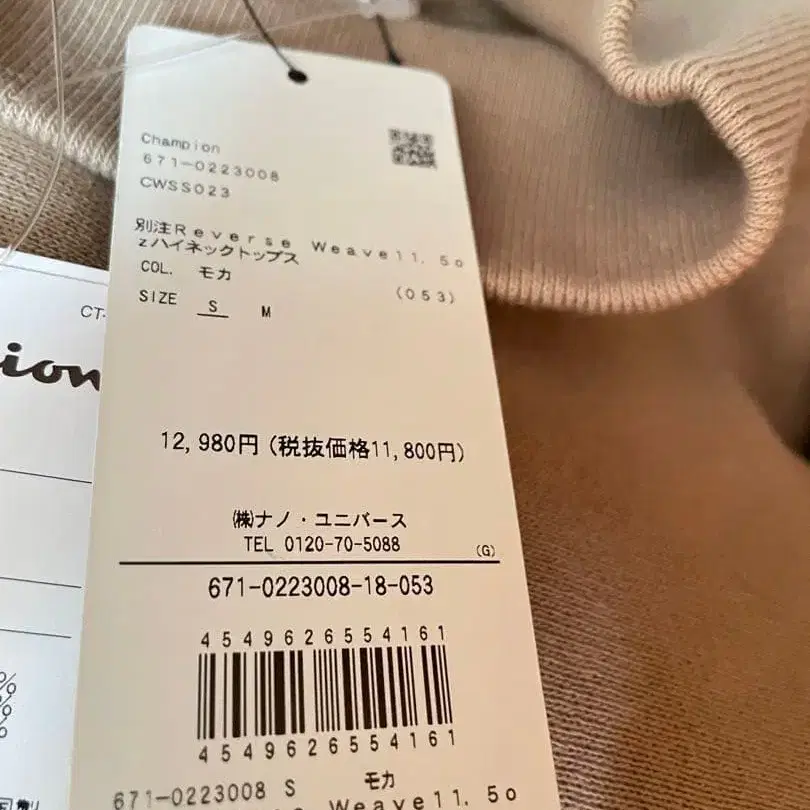 Champion
671-0223008
CWSS023
別注Reverse Weave11.5o
zハイネックトップス
COL. モカ
(053)
SIZE S M
12,980円(税抜価格11,800円)
㈱ナノ・ユニバース
TEL 0120-70-5088
(G)
671-0223008-18-053
4549626554161
4549626554161
671-0223008 S モカ
Weave11.5o
CT-
ion
%
%
%
%